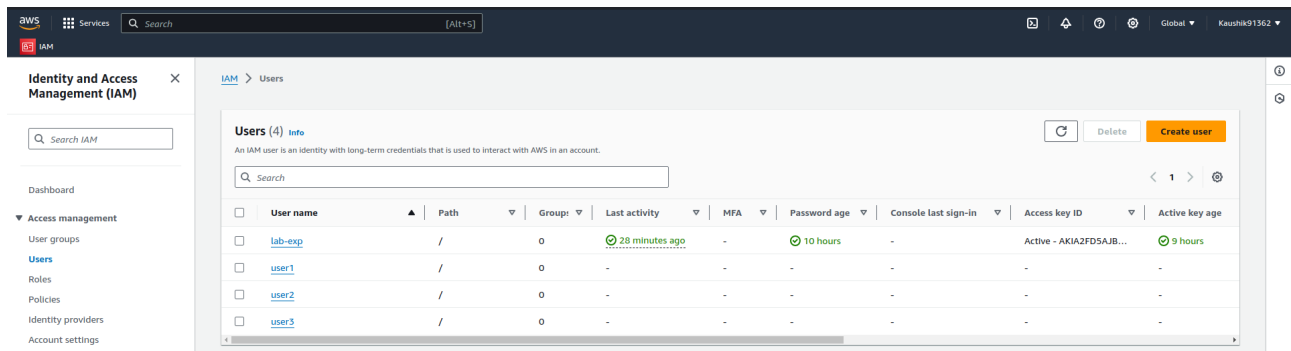 aws Services Search [Alt+S] Global Kaushik91362
IAM
Identity and Access Management (IAM)
Search IAM
Dashboard
Access management
User groups
Users
Roles
Policies
Identity providers
Account settings
IAM > Users
Users (4) Info Delete Create user
An IAM user is an identity with long-term credentials that is used to interact with AWS in an account.
Search < 1 >
User name Path Group: Last activity MFA Password age Console last sign-in Access key ID Active key age
lab-exp / 0 28 minutes ago - 10 hours - Active - AKIA2FD5AJB... 9 hours
user1 / 0 - - - - - -
user2 / 0 - - - - - -
user3 / 0 - - - - - -